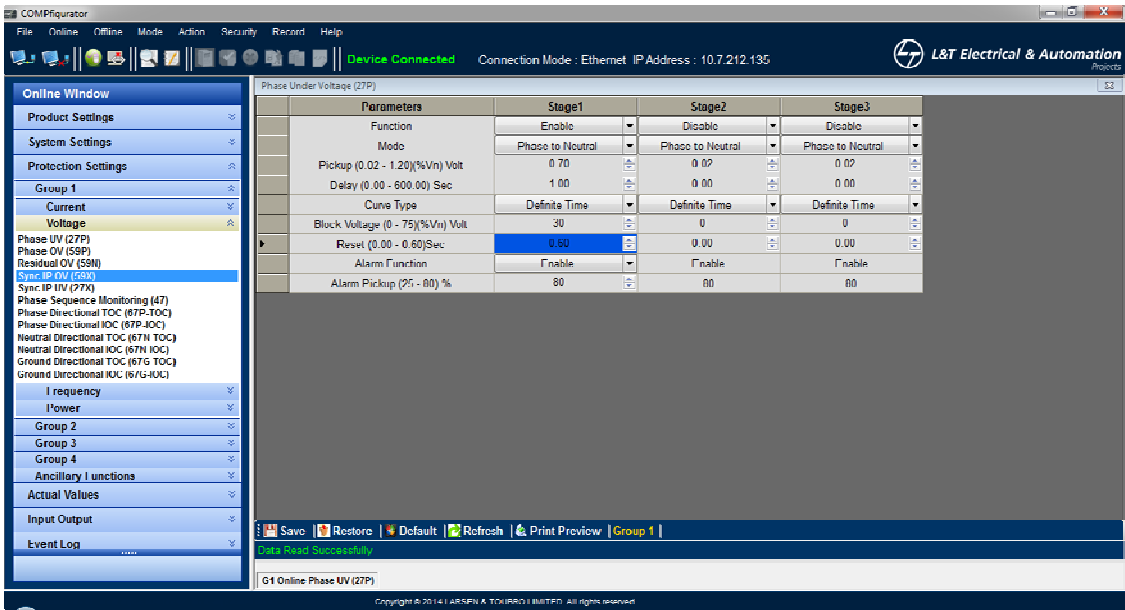 COMPfigurator
File Online Offline Mode Action Security Record Help
Device Connected Connection Mode : Ethernet IP Address : 10.7.212.135
L&T Electrical & Automation
Projects
Online Window
Product Settings
System Settings
Protection Settings
Group 1
Current
Voltage
Phase UV (27P)
Phase OV (59P)
Residual OV (59N)
Sync IP OV (59X)
Sync IP UV (27X)
Phase Sequence Monitoring (47)
Phase Directional TOC (67P-TOC)
Phase Directional IOC (67P-IOC)
Neutral Directional TOC (67N TOC)
Neutral Directional IOC (67N IOC)
Ground Directional TOC (67G TOC)
Ground Directional IOC (67G-IOC)
Frequency
Power
Group 2
Group 3
Group 4
Ancillary Functions
Actual Values
Input Output
Event Log
Phase Under Voltage (27P)
Parameters Stage1 Stage2 Stage3
Function Enable Disable Disable
Mode Phase to Neutral Phase to Neutral Phase to Neutral
Pickup (0.02 - 1.20)(%Vn) Volt 0.70 0.02 0.02
Delay (0.00 - 600.00) Sec 1.00 0.00 0.00
Curve Type Definite Time Definite Time Definite Time
Block Voltage (0 - 75)(%Vn) Volt 30 0 0
Reset (0.00 - 0.60)Sec 0.60 0.00 0.00
Alarm Function Enable Enable Enable
Alarm Pickup (25 - 80) % 80 80 80
Save Restore Default Refresh Print Preview Group 1
Data Read Successfully
G1 Online Phase UV (27P)
Copyright © 2014 LARSEN & TOUBRO LIMITED All rights reserved